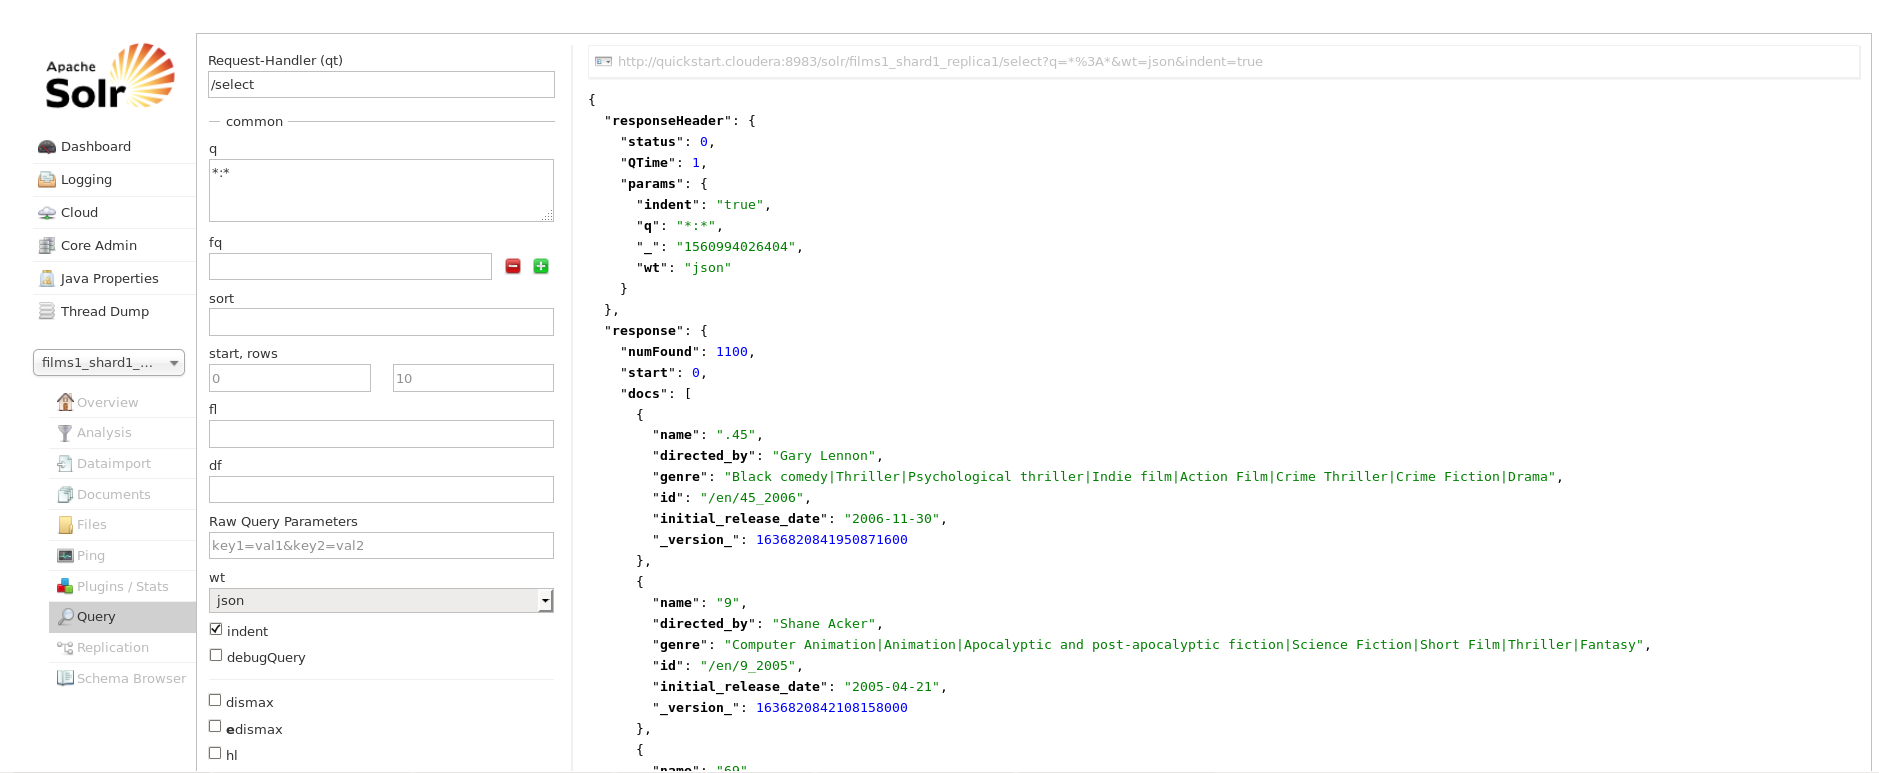 Apache
Solr
Dashboard
Logging
Cloud
Core Admin
Java Properties
Thread Dump
films1_shard1_...
Overview
Analysis
Dataimport
Documents
Files
Ping
Plugins / Stats
Query
Replication
Schema Browser
Request-Handler (qt)
/select
common
q
*:*
fq
sort
start, rows
0 10
fl
df
Raw Query Parameters
key1=val1&key2=val2
wt
json
indent
debugQuery
dismax
edismax
hl
http://quickstart.cloudera:8983/solr/films1_shard1_replica1/select?q=*%3A*&wt=json&indent=true
{
"responseHeader": {
"status": 0,
"QTime": 1,
"params": {
"indent": "true",
"q": "*:*",
"_": "1560994026404",
"wt": "json"
}
},
"response": {
"numFound": 1100,
"start": 0,
"docs": [
{
"name": ".45",
"directed_by": "Gary Lennon",
"genre": "Black comedy|Thriller|Psychological thriller|Indie film|Action Film|Crime Thriller|Crime Fiction|Drama",
"id": "/en/45_2006",
"initial_release_date": "2006-11-30",
"_version_": 1636820841950871600
},
{
"name": "9",
"directed_by": "Shane Acker",
"genre": "Computer Animation|Animation|Apocalyptic and post-apocalyptic fiction|Science Fiction|Short Film|Thriller|Fantasy",
"id": "/en/9_2005",
"initial_release_date": "2005-04-21",
"_version_": 1636820842108158000
},
{
"name": "69",